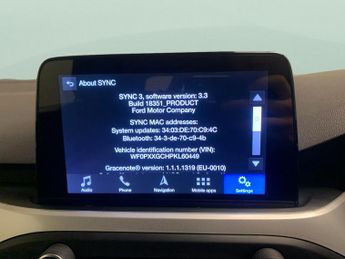 About SYNC
SYNC 3, software version: 3.3
Build 18351_PRODUCT
Ford Motor Company
SYNC MAC addresses:
System updates: 34:03:DE:70:C9:4C
Bluetooth: 34-3-de-70-c9-4b
Vehicle identification number (VIN):
WF0PXXGCHPKL60449
Gracenote® version: 1.1.1.1319 (EU-0010)
Audio
Phone
Navigation
Mobile apps
Settings